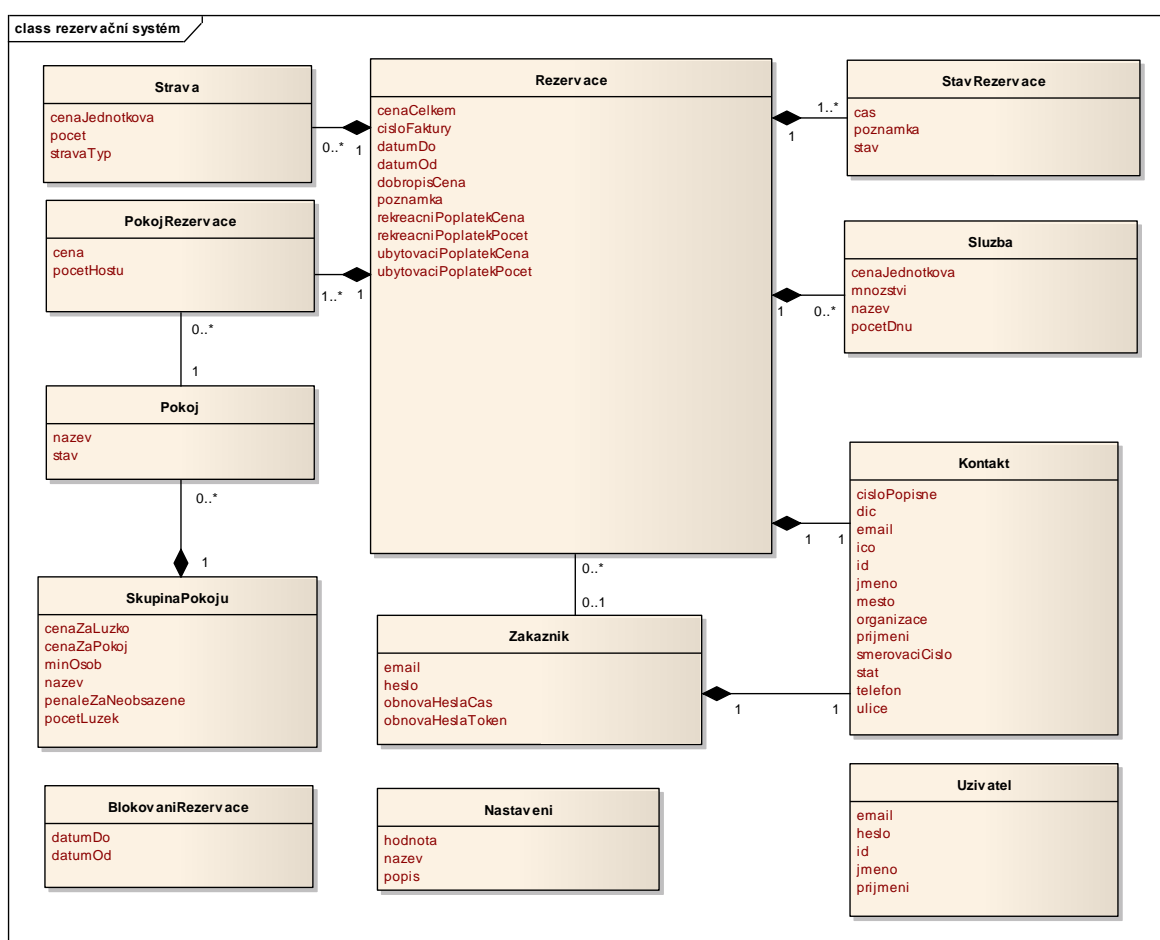 class rezervační systém
Strava
cenaJednotkova
pocet
stravaTyp
0..*
1
Rezervace
cenaCelkem
cisloFaktury
datumDo
datumOd
dobropisCena
poznamka
rekreacniPoplatekCena
rekreacniPoplatekPocet
ubytovaciPoplatekCena
ubytovaciPoplatekPocet
StavRezervace
cas
poznamka
stav
1..*
1
PokojRezervace
cena
pocetHostu
1..*
1
Sluzba
cenaJednotkova
mnozstvi
nazev
pocetDnu
1
0..*
0..*
1
Pokoj
nazev
stav
0..*
1
Kontakt
cisloPopisne
dic
email
ico
id
jmeno
mesto
organizace
prijmeni
smerovaciCislo
stat
telefon
ulice
1
1
SkupinaPokoju
cenaZaLuzko
cenaZaPokoj
minOsob
nazev
penaleZaNeobsazene
pocetLuzek
0..*
0..1
Zakaznik
email
heslo
obnovaHeslaCas
obnovaHeslaToken
1
1
BlokovaniRezervace
datumDo
datumOd
Nastaveni
hodnota
nazev
popis
Uzivatel
email
heslo
id
jmeno
prijmeni